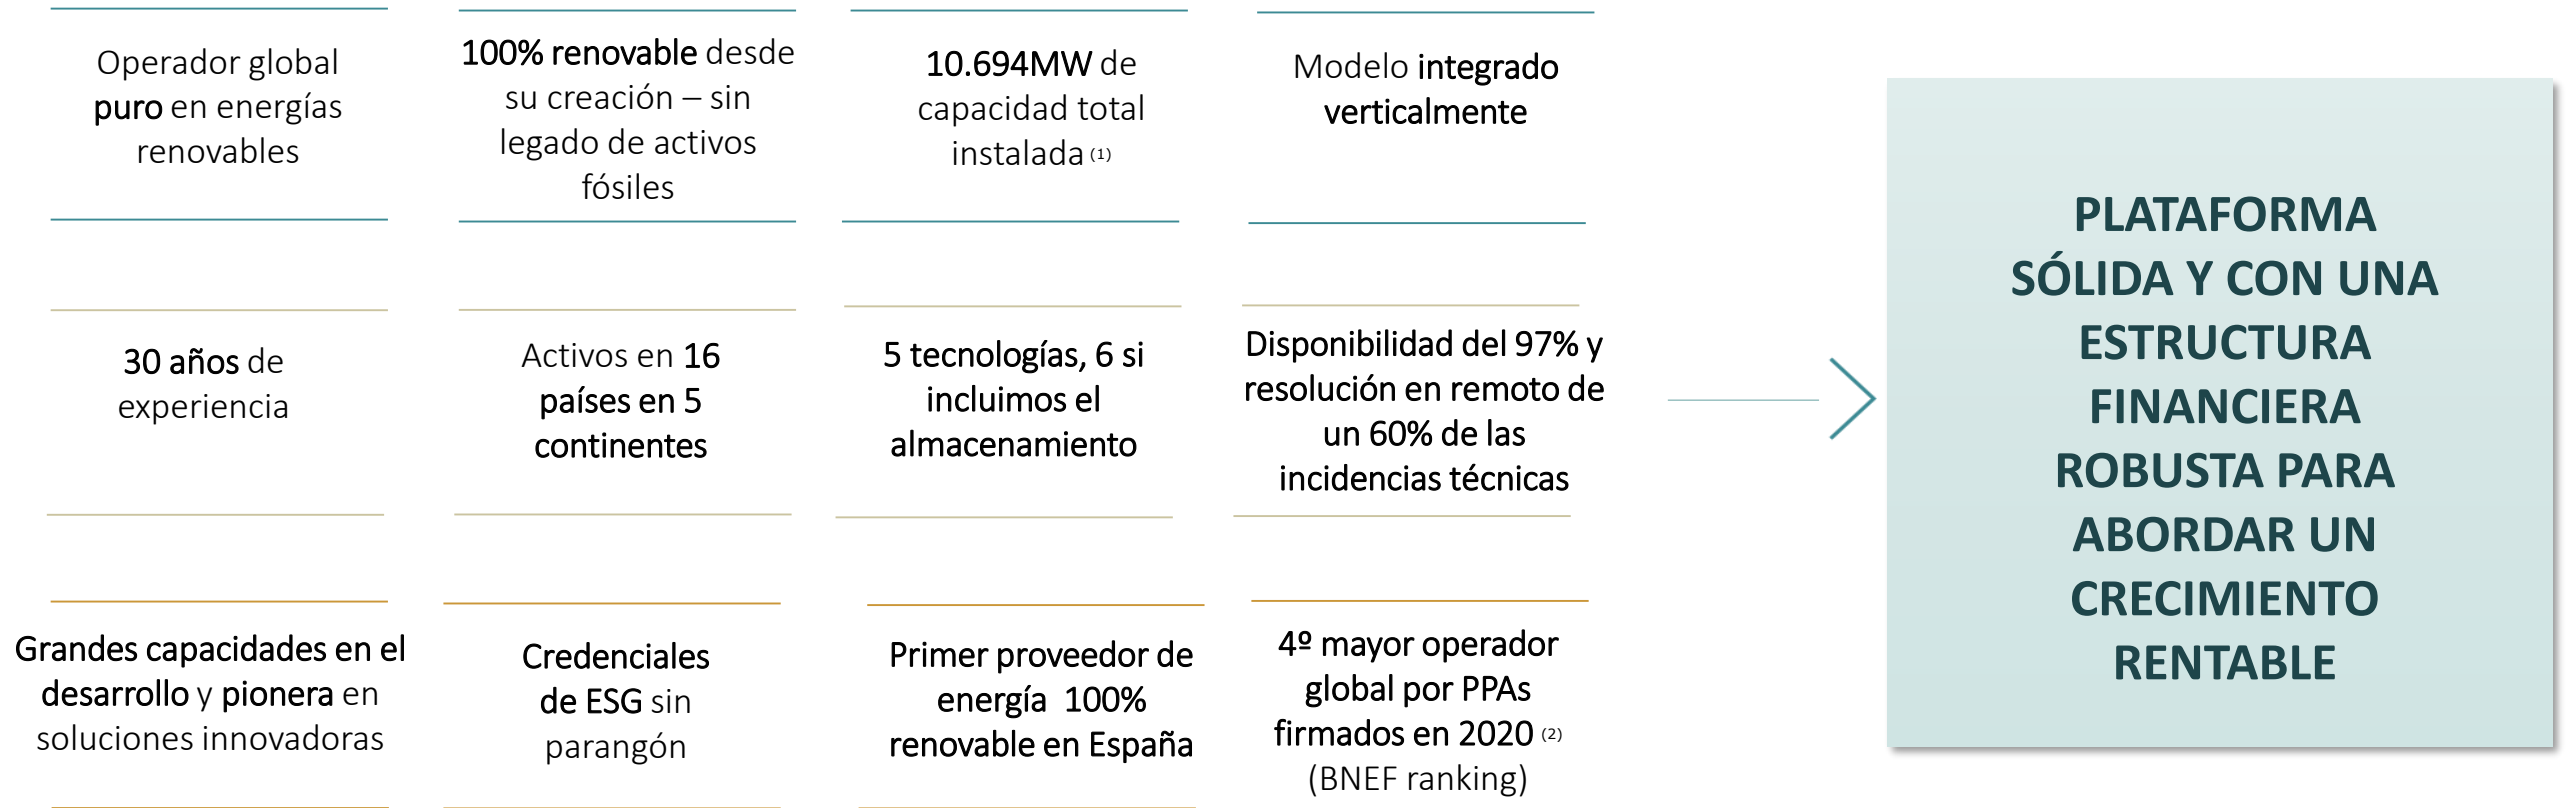 Operador global
puro en energías
renovables
100% renovable desde
su creación – sin
legado de activos
fósiles
10.694MW de
capacidad total
instalada (1)
Modelo integrado
verticalmente
30 años de
experiencia
Activos en 16
países en 5
continentes
5 tecnologías, 6 si
incluimos el
almacenamiento
Disponibilidad del 97% y
resolución en remoto de
un 60% de las
incidencias técnicas
Grandes capacidades en el
desarrollo y pionera en
soluciones innovadoras
Credenciales
de ESG sin
parangón
Primer proveedor de
energía 100%
renovable en España
4º mayor operador
global por PPAs
firmados en 2020 (2)
(BNEF ranking)
PLATAFORMA
SÓLIDA Y CON UNA
ESTRUCTURA
FINANCIERA
ROBUSTA PARA
ABORDAR UN
CRECIMIENTO
RENTABLE